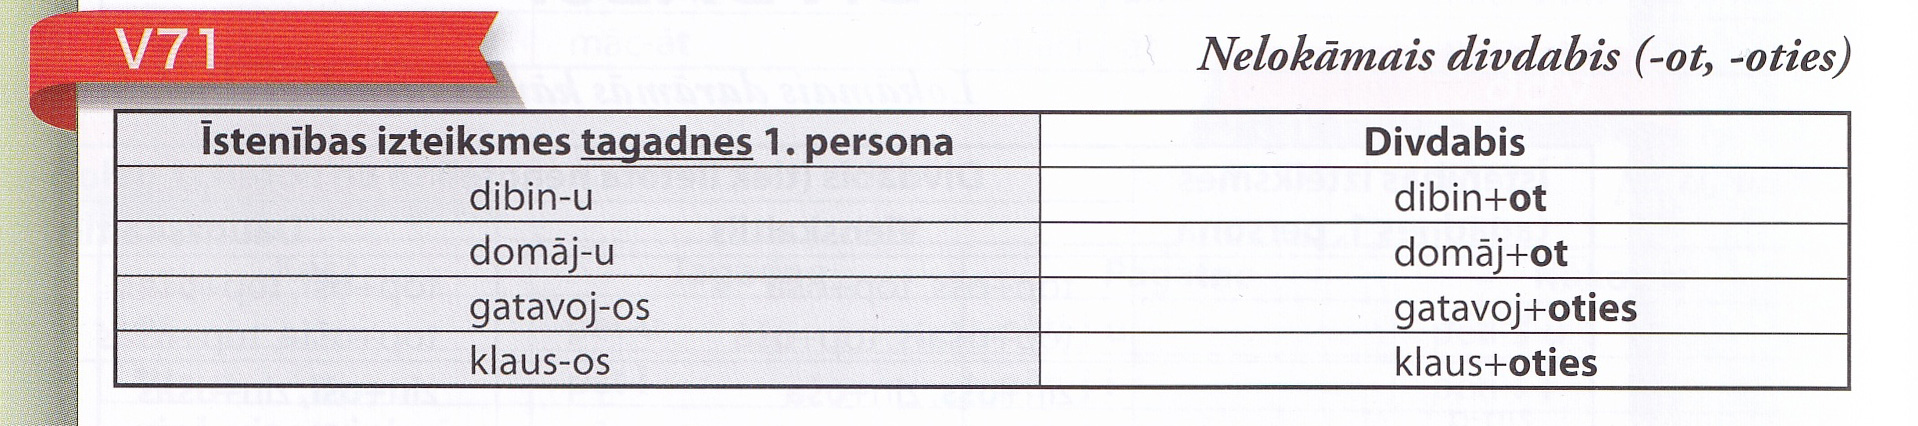 V71
Nelokāmais divdabis (-ot, -oties)
Īstenības izteiksmes tagadnes 1. persona Divdabis
dibin-u dibin+ot
domāj-u domāj+ot
gatavoj-os gatavoj+oties
klaus-os klaus+oties